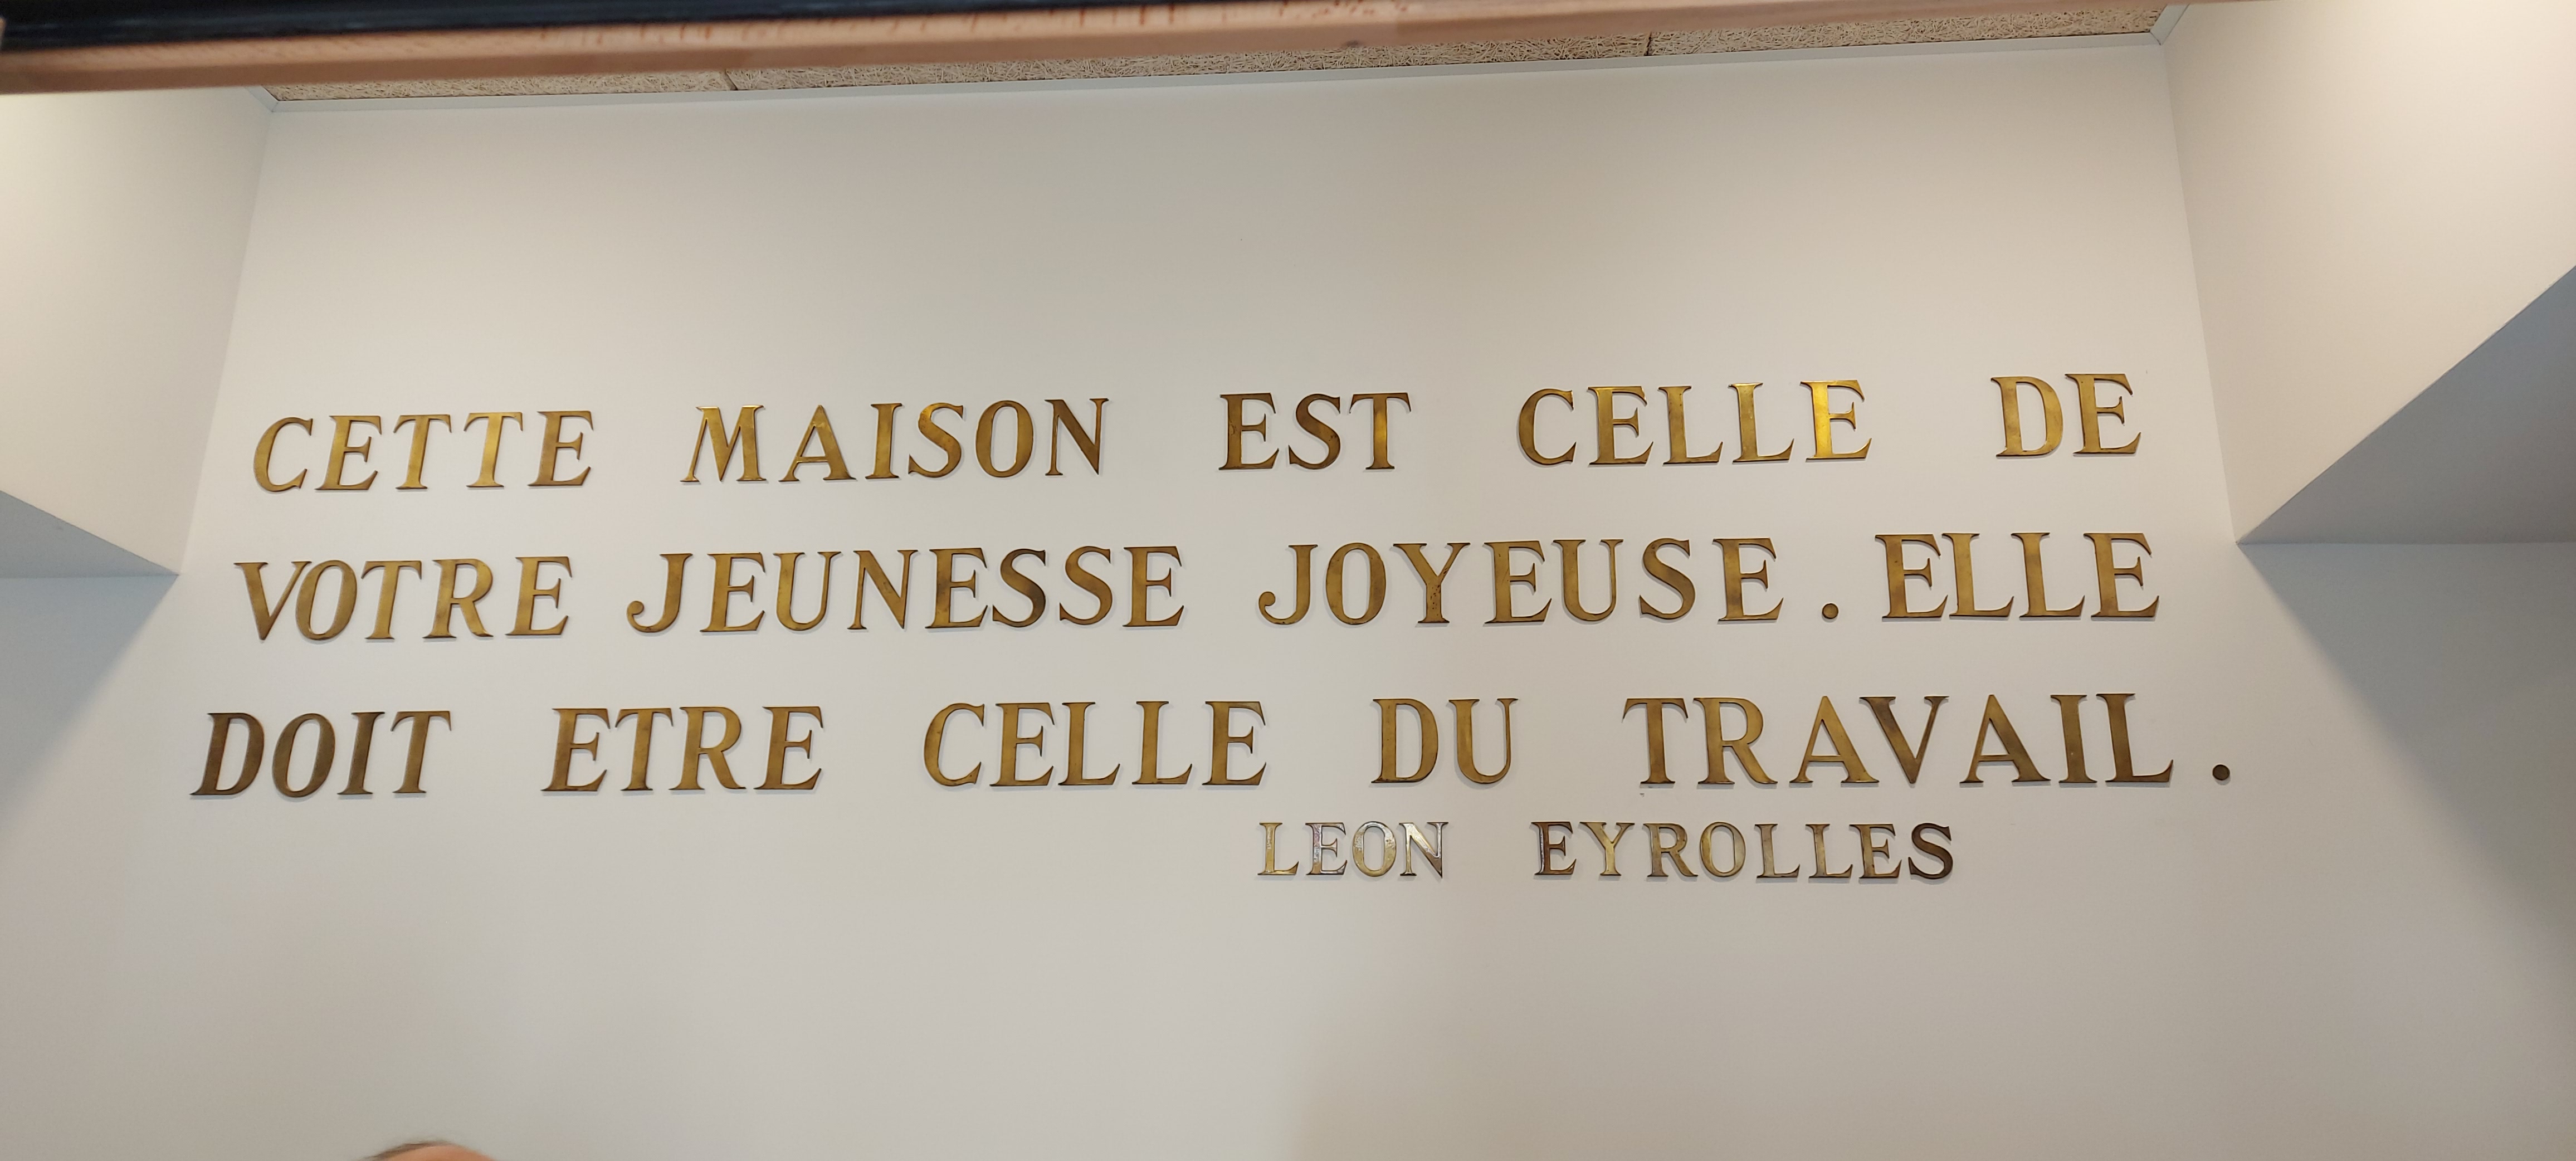 CETTE MAISON EST CELLE DE
VOTRE JEUNESSE JOYEUSE. ELLE
DOIT ETRE CELLE DU TRAVAIL.
LEON EYROLLES